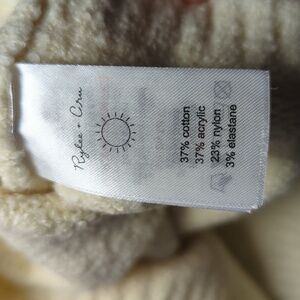 Rylee + Cru
37% cotton
37% acrylic
23% nylon
3% elastane